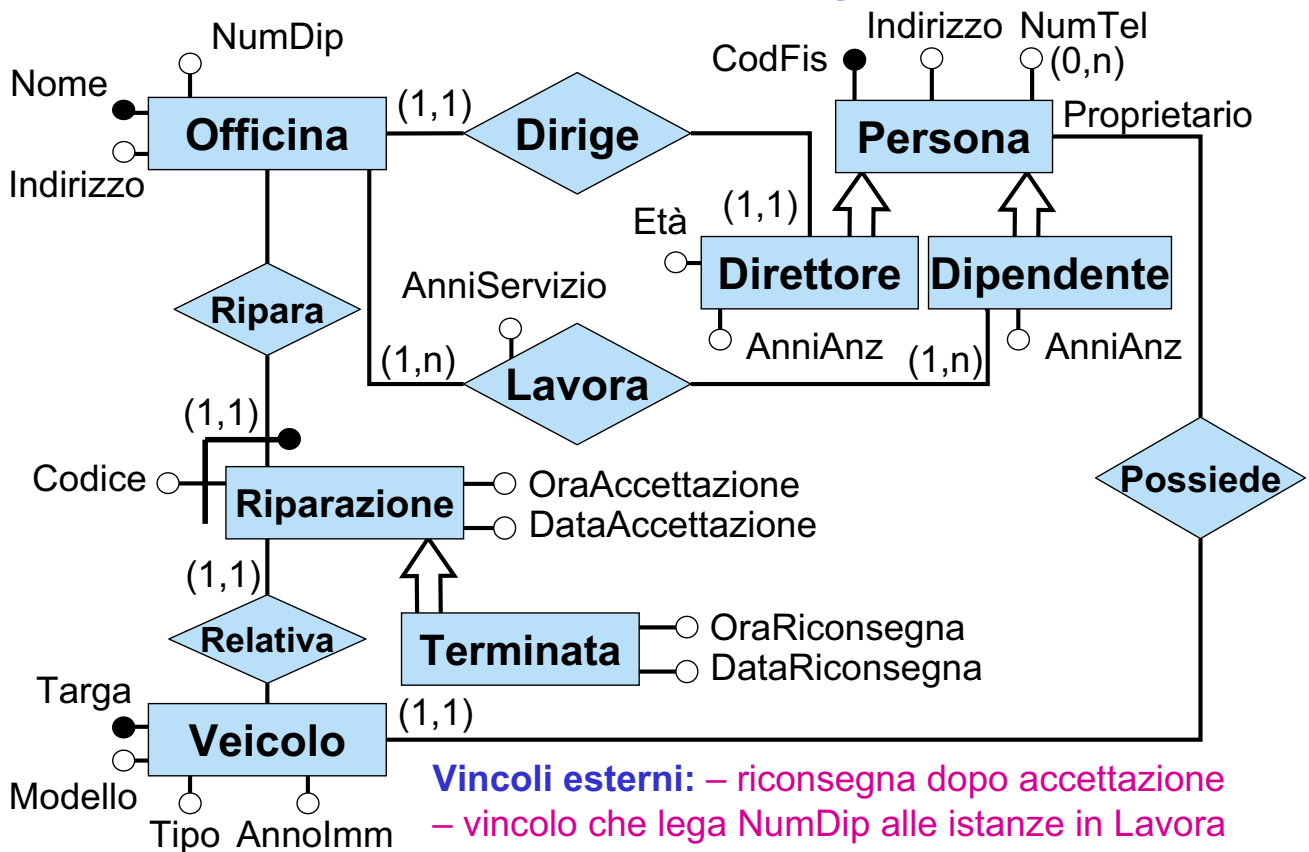 Indirizzo NumTel
NumDip
CodFis
(0,n)
Nome
(1,1)
Proprietario
Officina
Dirige
Persona
Indirizzo
(1,1)
Età
Direttore
Dipendente
AnniServizio
Ripara
AnniAnz
AnniAnz
(1,n)
(1,n)
Lavora
(1,1)
Codice
OraAccettazione
Possiede
Riparazione
DataAccettazione
(1,1)
OraRiconsegna
Relativa
Terminata
DataRiconsegna
Targa
(1,1)
Veicolo
Modello
Vincoli esterni: – riconsegna dopo accettazione
Tipo AnnoImm
– vincolo che lega NumDip alle istanze in Lavora